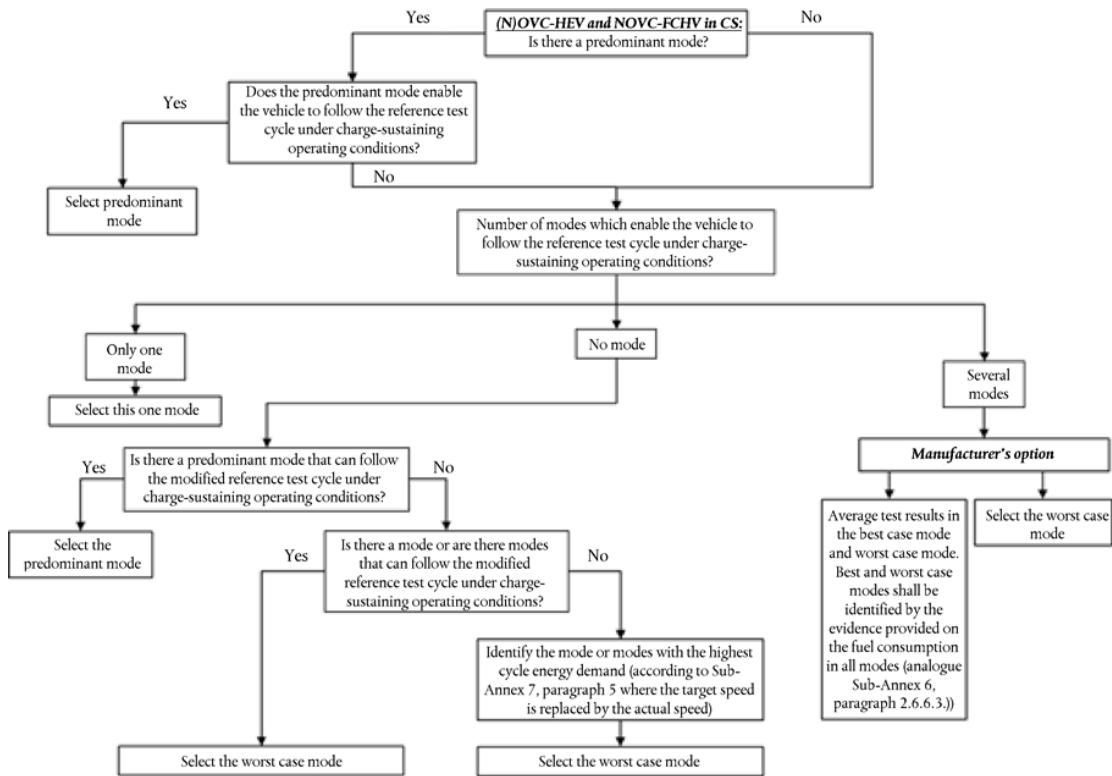 Yes
(N)OVC-HEV and NOVC-FCHV in CS:
Is there a predominant mode?
No
Does the predominant mode enable
the vehicle to follow the reference test
cycle under charge-sustaining
operating conditions?
Yes
No
Select predominant
mode
Number of modes which enable the vehicle to
follow the reference test cycle under charge-
sustaining operating conditions?
Only one
mode
No mode
Several
modes
Select this one mode
Manufacturer's option
Is there a predominant mode that can follow
the modified reference test cycle under
charge-sustaining operating conditions?
Yes
No
Average test results in
the best case mode
and worst case mode.
Best and worst case
modes shall be
identified by the
evidence provided on
the fuel consumption
in all modes (analogue
Sub-Annex 6,
paragraph 2.6.6.3.))
Select the worst case
mode
Select the
predominant mode
Is there a mode or are there modes
that can follow the modified
reference test cycle under charge-
sustaining operating conditions?
Yes
No
Identify the mode or modes with the highest
cycle energy demand (according to Sub-
Annex 7, paragraph 5 where the target speed
is replaced by the actual speed)
Select the worst case mode
Select the worst case mode